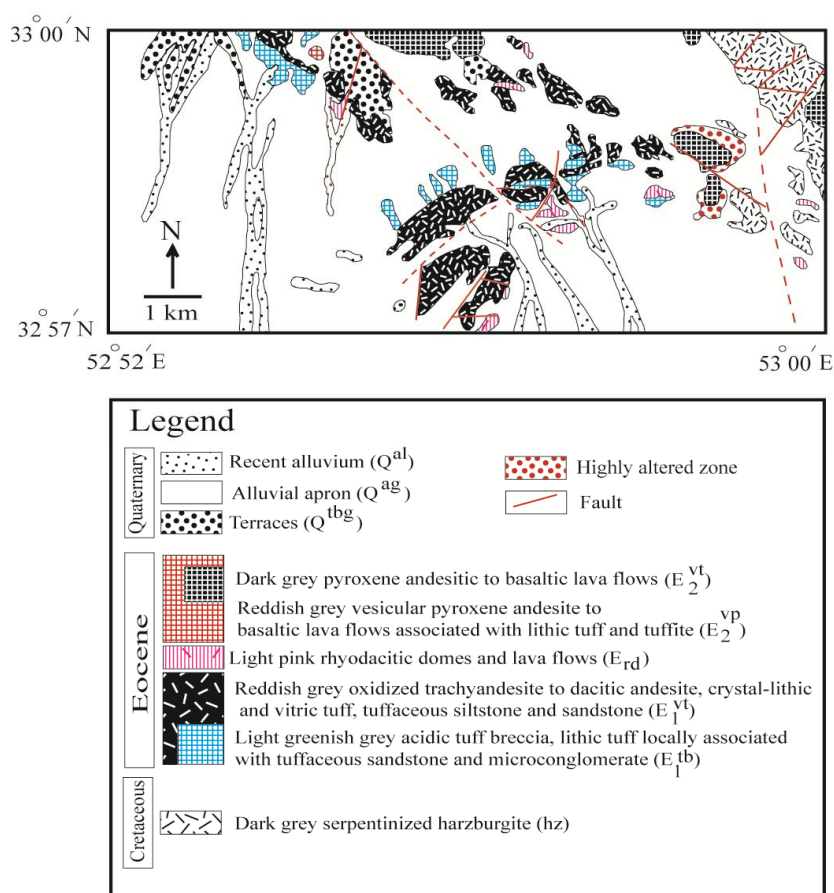 33°00´N
N
1 km
32°57´N
52°52´E
53°00´E
Legend
Quaternary
Recent alluvium (Q^al)
Alluvial apron (Q^ag)
Terraces (Q^tbg)
Highly altered zone
Fault
Eocene
Dark grey pyroxene andesitic to basaltic lava flows (E_2^vt)
Reddish grey vesicular pyroxene andesite to
basaltic lava flows associated with lithic tuff and tuffite (E_2^vp)
Light pink rhyodacitic domes and lava flows (E_rd)
Reddish grey oxidized trachyandesite to dacitic andesite, crystal-lithic
and vitric tuff, tuffaceous siltstone and sandstone (E_1^vt)
Light greenish grey acidic tuff breccia, lithic tuff locally associated
with tuffaceous sandstone and microconglomerate (E_1^tb)
Cretaceous
Dark grey serpentinized harzburgite (hz)